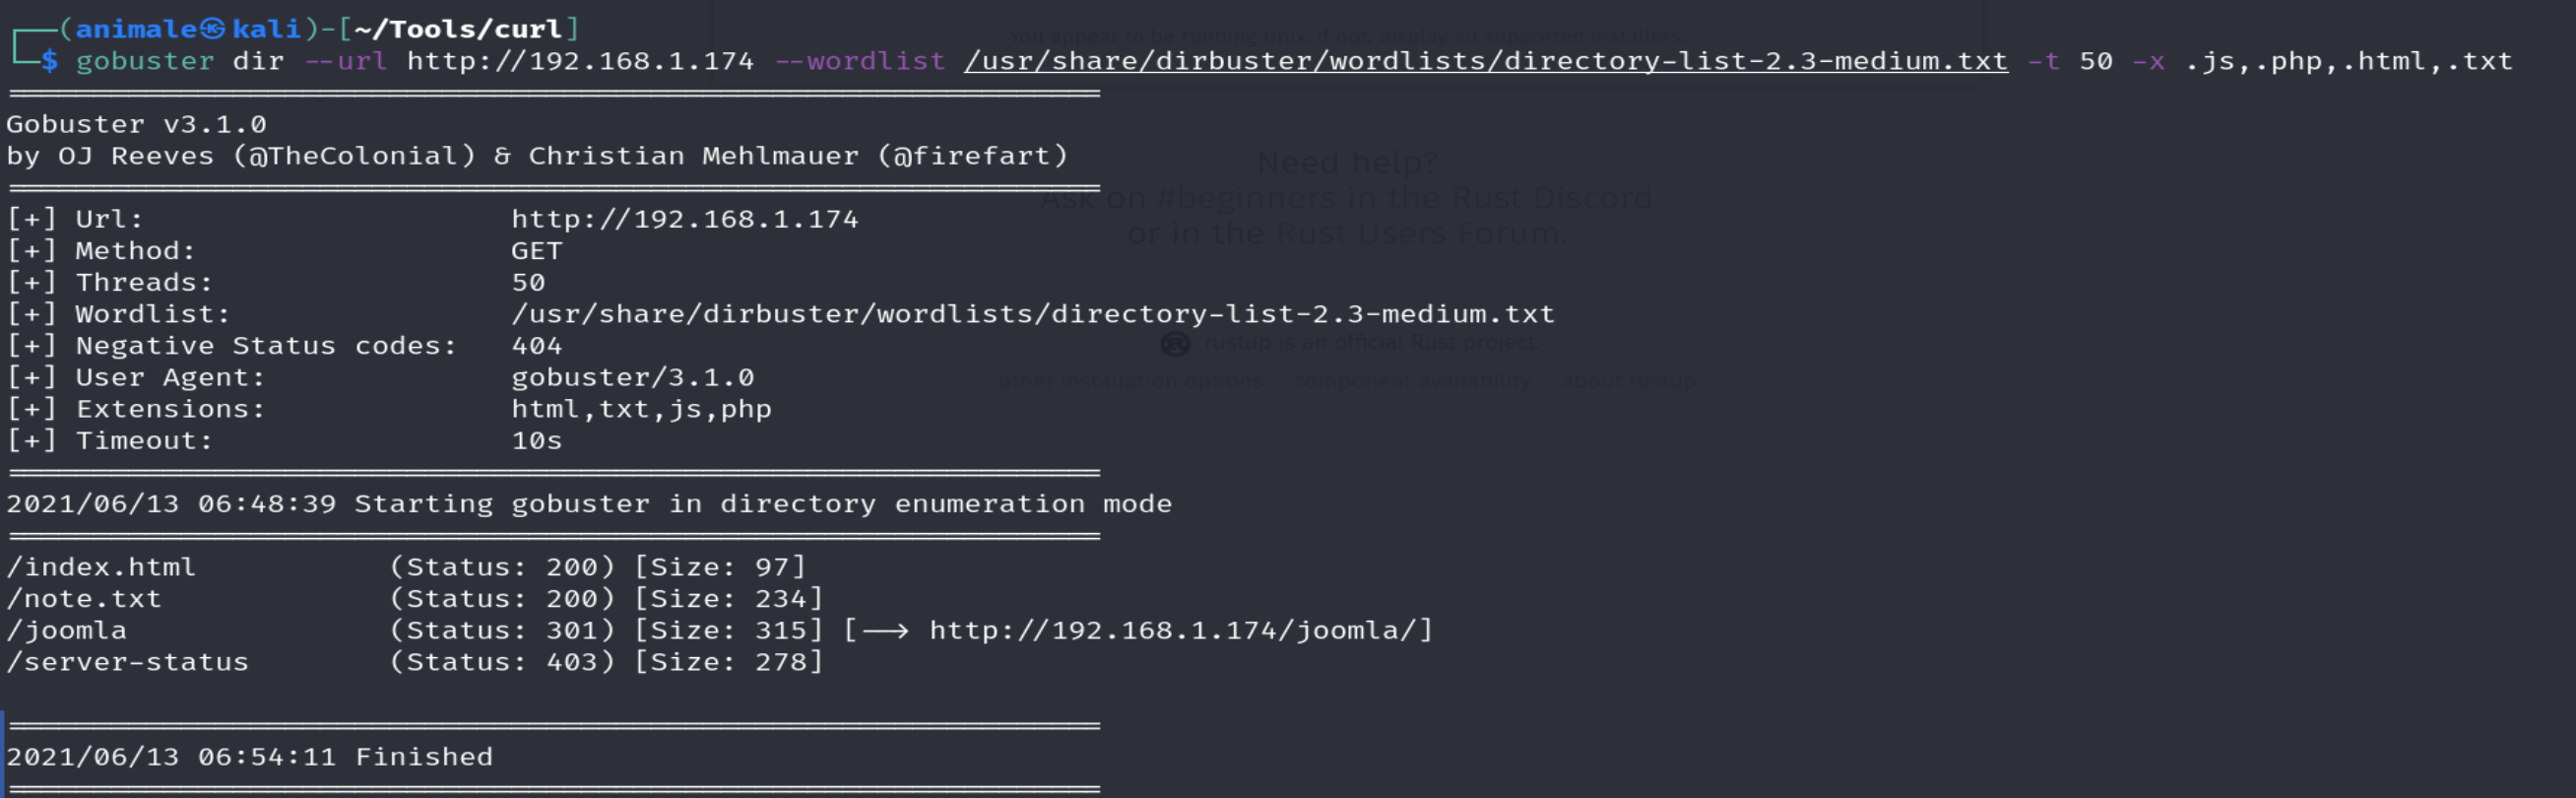 (animale㉿kali)-[~/Tools/curl]
$ gobuster dir --url http://192.168.1.174 --wordlist /usr/share/dirbuster/wordlists/directory-list-2.3-medium.txt -t 50 -x .js,.php,.html,.txt
You appear to be running Unix. If not, display all supported installers.
Gobuster v3.1.0
by OJ Reeves (@TheColonial) & Christian Mehlmauer (@firefart)
Need help?
Ask on #beginners in the Rust Discord
or in the Rust Users Forum.
[+] Url: http://192.168.1.174
[+] Method: GET
[+] Threads: 50
[+] Wordlist: /usr/share/dirbuster/wordlists/directory-list-2.3-medium.txt
[+] Negative Status codes: 404
rustup is an official Rust project.
[+] User Agent: gobuster/3.1.0
other installation options · component availability · about rustup
[+] Extensions: html,txt,js,php
[+] Timeout: 10s
2021/06/13 06:48:39 Starting gobuster in directory enumeration mode
/index.html (Status: 200) [Size: 97]
/note.txt (Status: 200) [Size: 234]
/joomla (Status: 301) [Size: 315] [--> http://192.168.1.174/joomla/]
/server-status (Status: 403) [Size: 278]
2021/06/13 06:54:11 Finished